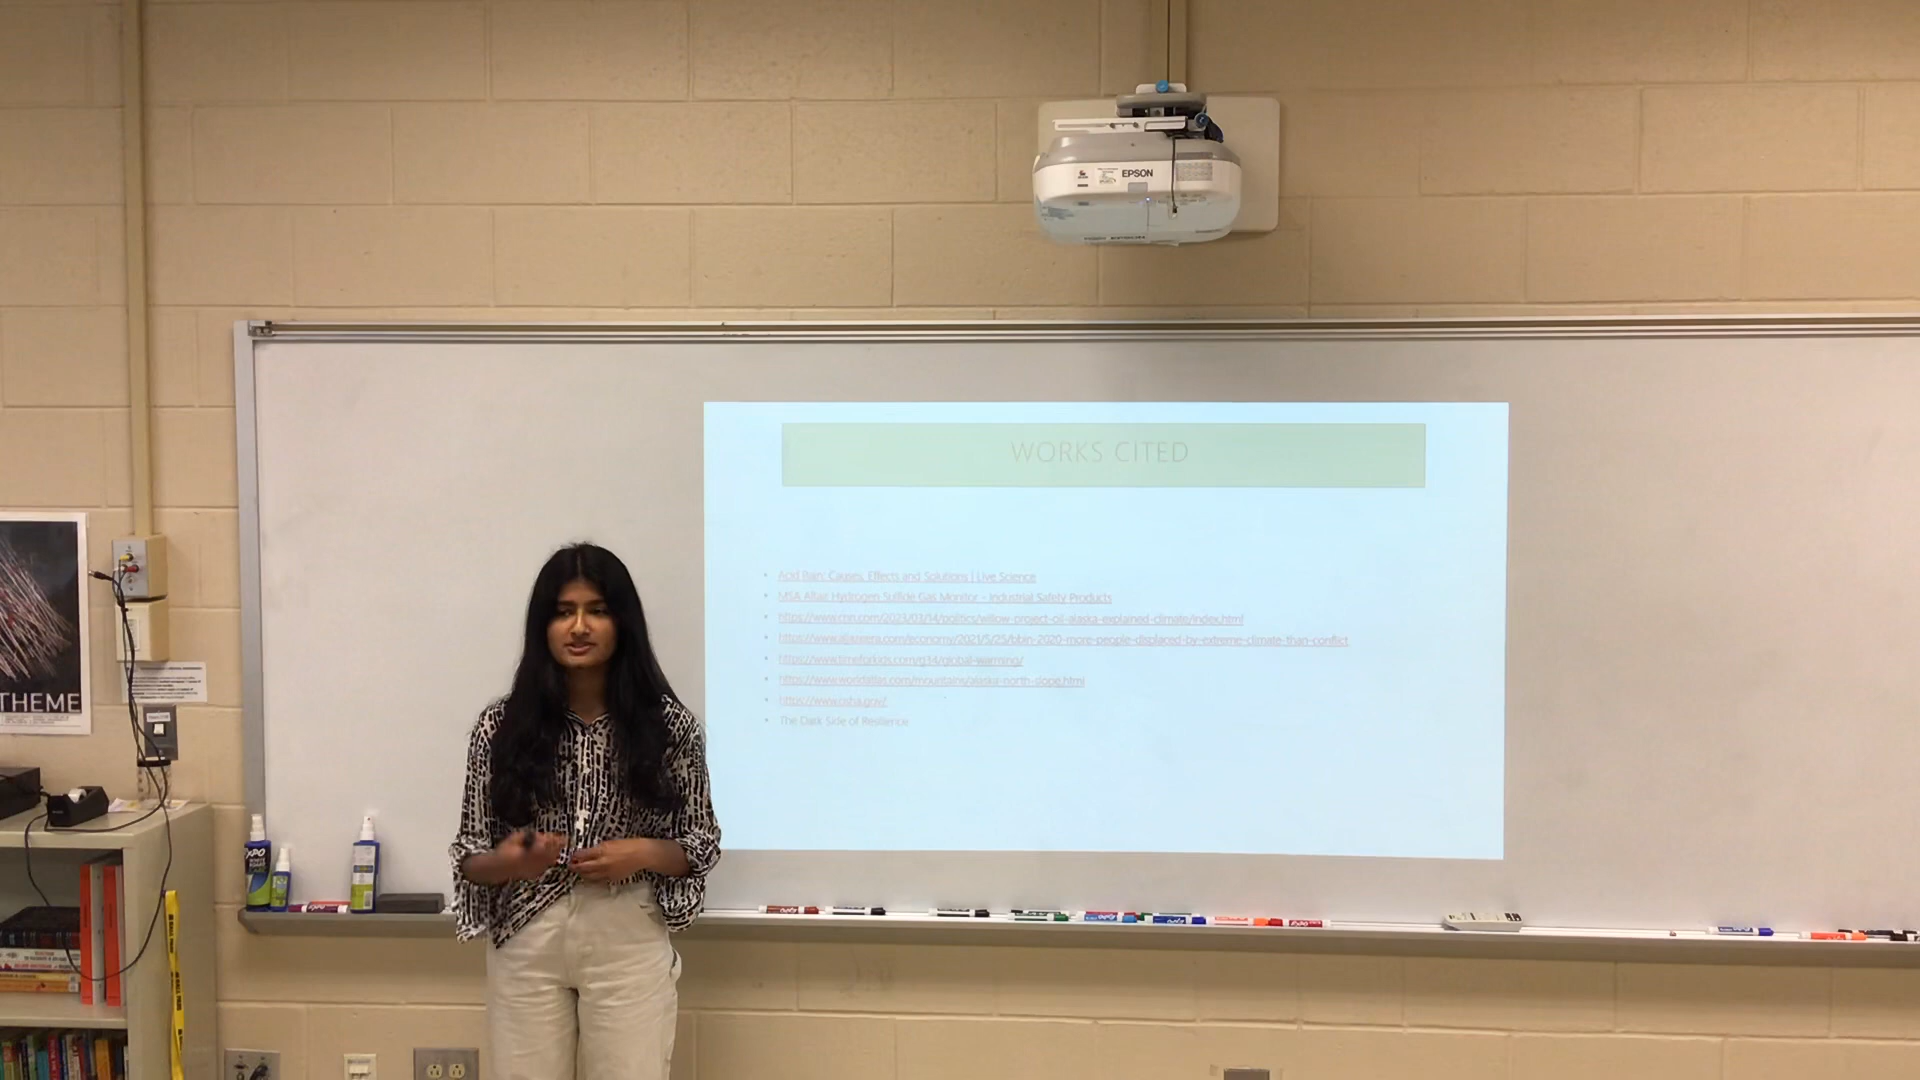 EPSON
WORKS CITED
Acid Rain: Causes, Effects and Solutions | Live Science
MSA Altair Hydrogen Sulfide Gas Monitor - Industrial Safety Products
https://www.cnn.com/2023/03/14/politics/willow-project-oil-alaska-explained-climate/index.html
https://www.aljazeera.com/economy/2021/5/25/bbin-2020-more-people-displaced-by-extreme-climate-than-conflict
https://www.timeforkids.com/g34/global-warming/
https://www.worldatlas.com/mountains/alaska-north-slope.html
https://www.osha.gov/
The Dark Side of Resilience
THEME
EXPO